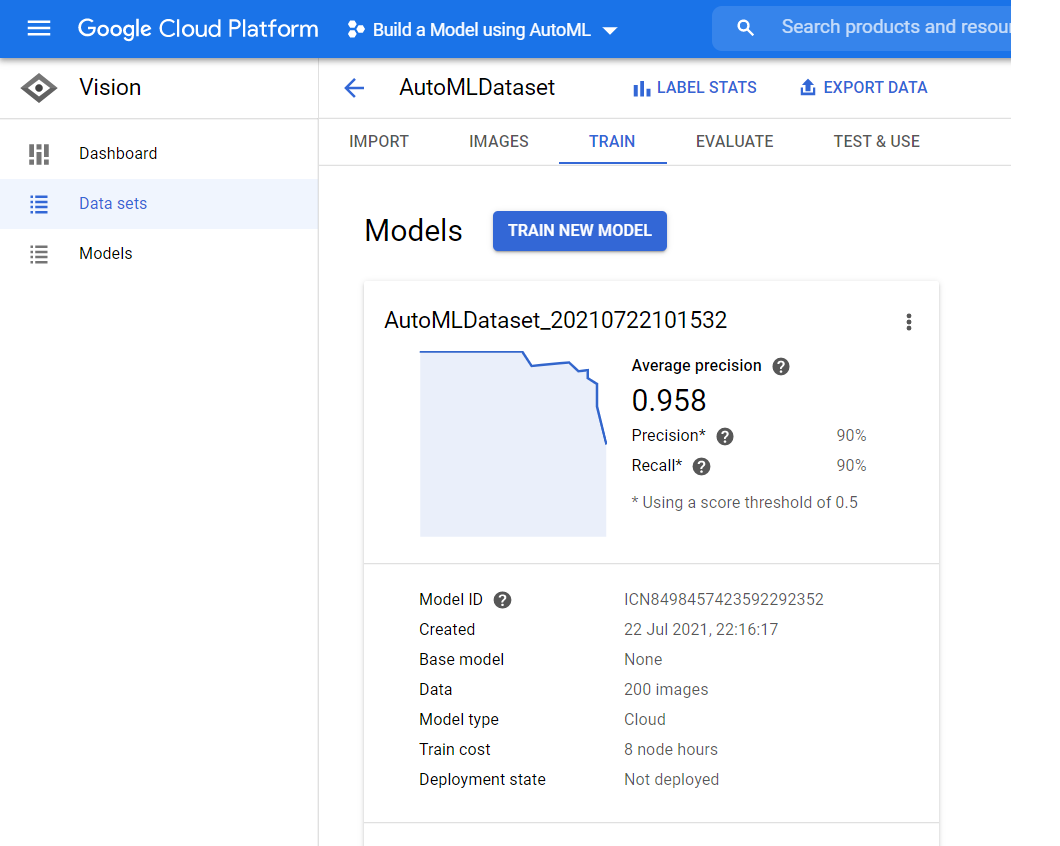 Google Cloud Platform Build a Model using AutoML Search products and resou
Vision
AutoMLDataset LABEL STATS EXPORT DATA
Dashboard
Data sets
Models
IMPORT IMAGES TRAIN EVALUATE TEST & USE
Models TRAIN NEW MODEL
AutoMLDataset_20210722101532
Average precision ?
0.958
Precision* ? 90%
Recall* ? 90%
* Using a score threshold of 0.5
Model ID ? ICN8498457423592292352
Created 22 Jul 2021, 22:16:17
Base model None
Data 200 images
Model type Cloud
Train cost 8 node hours
Deployment state Not deployed